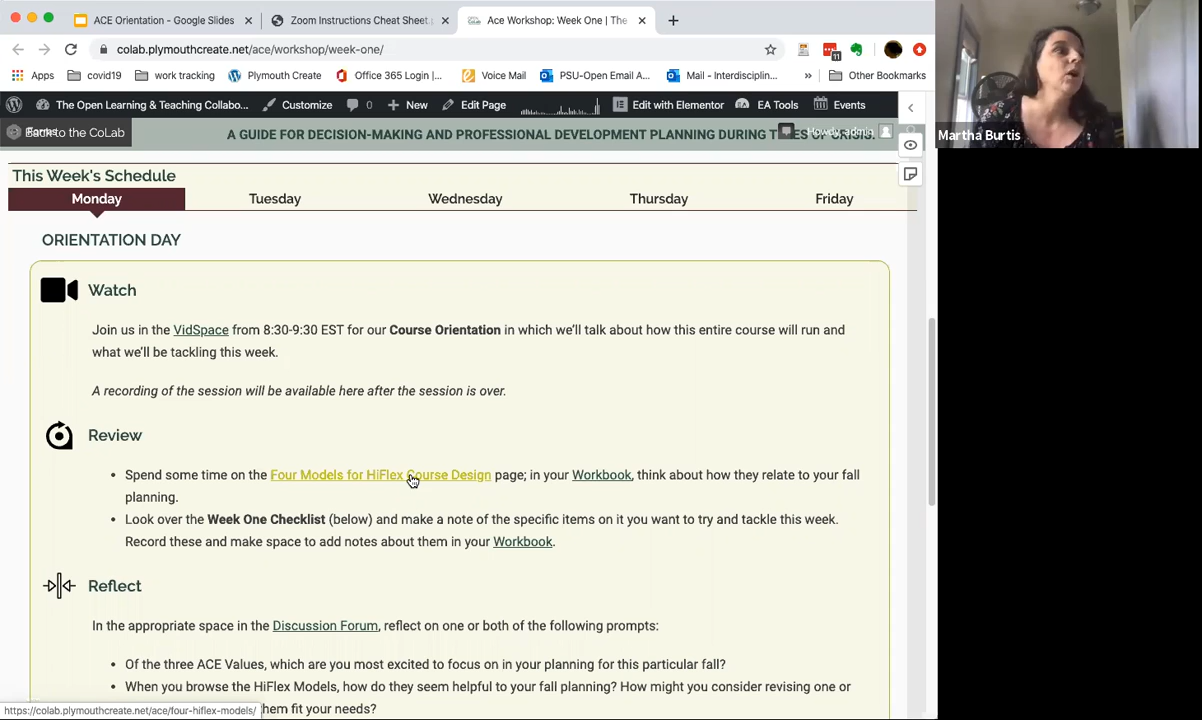 ACE Orientation - Google Slides
Zoom Instructions Cheat Sheet.
Ace Workshop: Week One | The
colab.plymouthcreate.net/ace/workshop/week-one/
11
Apps
covid19
work tracking
Plymouth Create
Office 365 Login |...
Voice Mail
PSU-Open Email A...
Mail - Interdisciplin...
»
Other Bookmarks
The Open Learning & Teaching Collabo...
Customize
0
New
Edit Page
Edit with Elementor
EA Tools
Events
to the CoLab
Howdy, admin
A GUIDE FOR DECISION-MAKING AND PROFESSIONAL DEVELOPMENT PLANNING DURING OF CRISIS.
Martha Burtis
This Week's Schedule
Monday
Tuesday
Wednesday
Thursday
Friday
ORIENTATION DAY
Watch
Join us in the VidSpace from 8:30-9:30 EST for our Course Orientation in which we'll talk about how this entire course will run and
what we'll be tackling this week.
A recording of the session will be available here after the session is over.
Review
• Spend some time on the Four Models for HiFlex Course Design page; in your Workbook, think about how they relate to your fall
planning.
• Look over the Week One Checklist (below) and make a note of the specific items on it you want to try and tackle this week.
Record these and make space to add notes about them in your Workbook.
Reflect
In the appropriate space in the Discussion Forum, reflect on one or both of the following prompts:
• Of the three ACE Values, which are you most excited to focus on in your planning for this particular fall?
• When you browse the HiFlex Models, how do they seem helpful to your fall planning? How might you consider revising one or
them fit your needs?
https://colab.plymouthcreate.net/ace/four-hiflex-models/